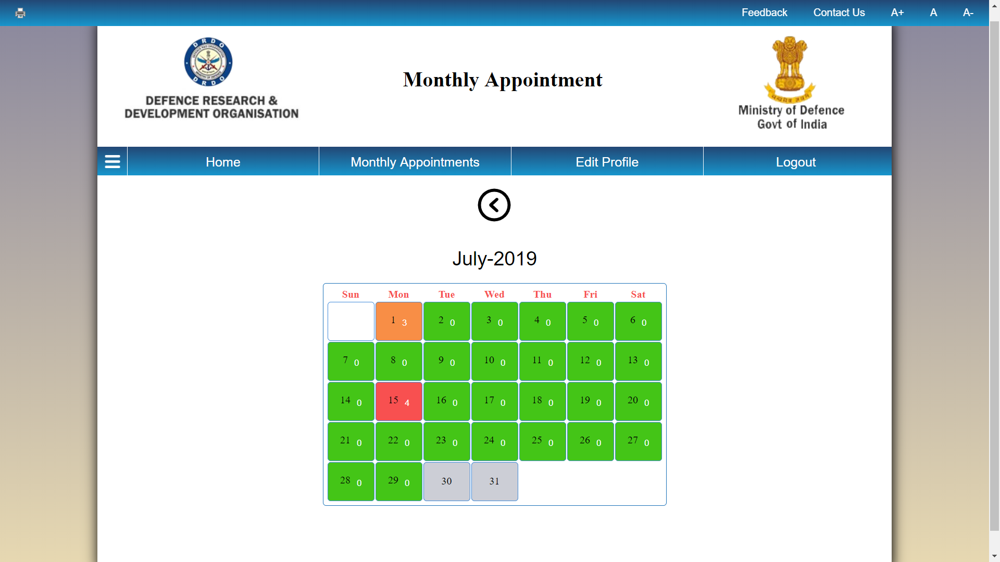 Feedback Contact Us A+ A A-
DEFENCE RESEARCH &
DEVELOPMENT ORGANISATION
Monthly Appointment
Ministry of Defence
Govt of India
Home Monthly Appointments Edit Profile Logout
July-2019
Sun Mon Tue Wed Thu Fri Sat
1 3 2 0 3 0 4 0 5 0 6 0
7 0 8 0 9 0 10 0 11 0 12 0 13 0
14 0 15 4 16 0 17 0 18 0 19 0 20 0
21 0 22 0 23 0 24 0 25 0 26 0 27 0
28 0 29 0 30 31